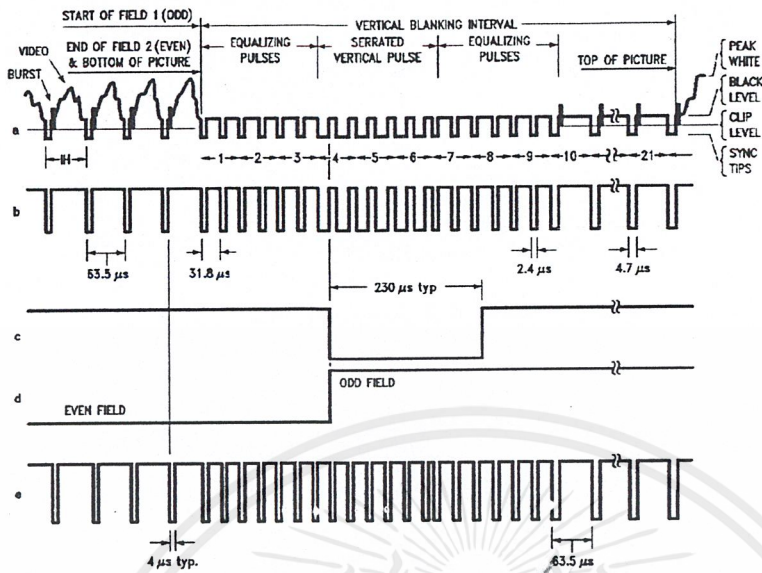 START OF FIELD 1 (ODD)
VERTICAL BLANKING INTERVAL
VIDEO
BURST
END OF FIELD 2 (EVEN)
& BOTTOM OF PICTURE
EQUALIZING
PULSES
SERRATED
VERTICAL PULSE
EQUALIZING
PULSES
TOP OF PICTURE
PEAK
WHITE
BLACK
LEVEL
CLIP
LEVEL
SYNC
TIPS
a
IH
1 2 3 4 5 6 7 8 9 10 21
b
63.5 µs
31.8 µs
2.4 µs
4.7 µs
230 µs typ
c
d
EVEN FIELD
ODD FIELD
e
4 µs typ.
63.5 µs